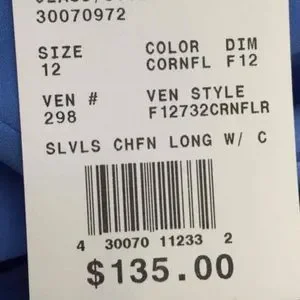 30070972
SIZE COLOR DIM
12 CORNFL F12
VEN # VEN STYLE
298 F12732CRNFLR
SLVLS CHFN LONG W/ C
4 30070 11233 2
$135.00